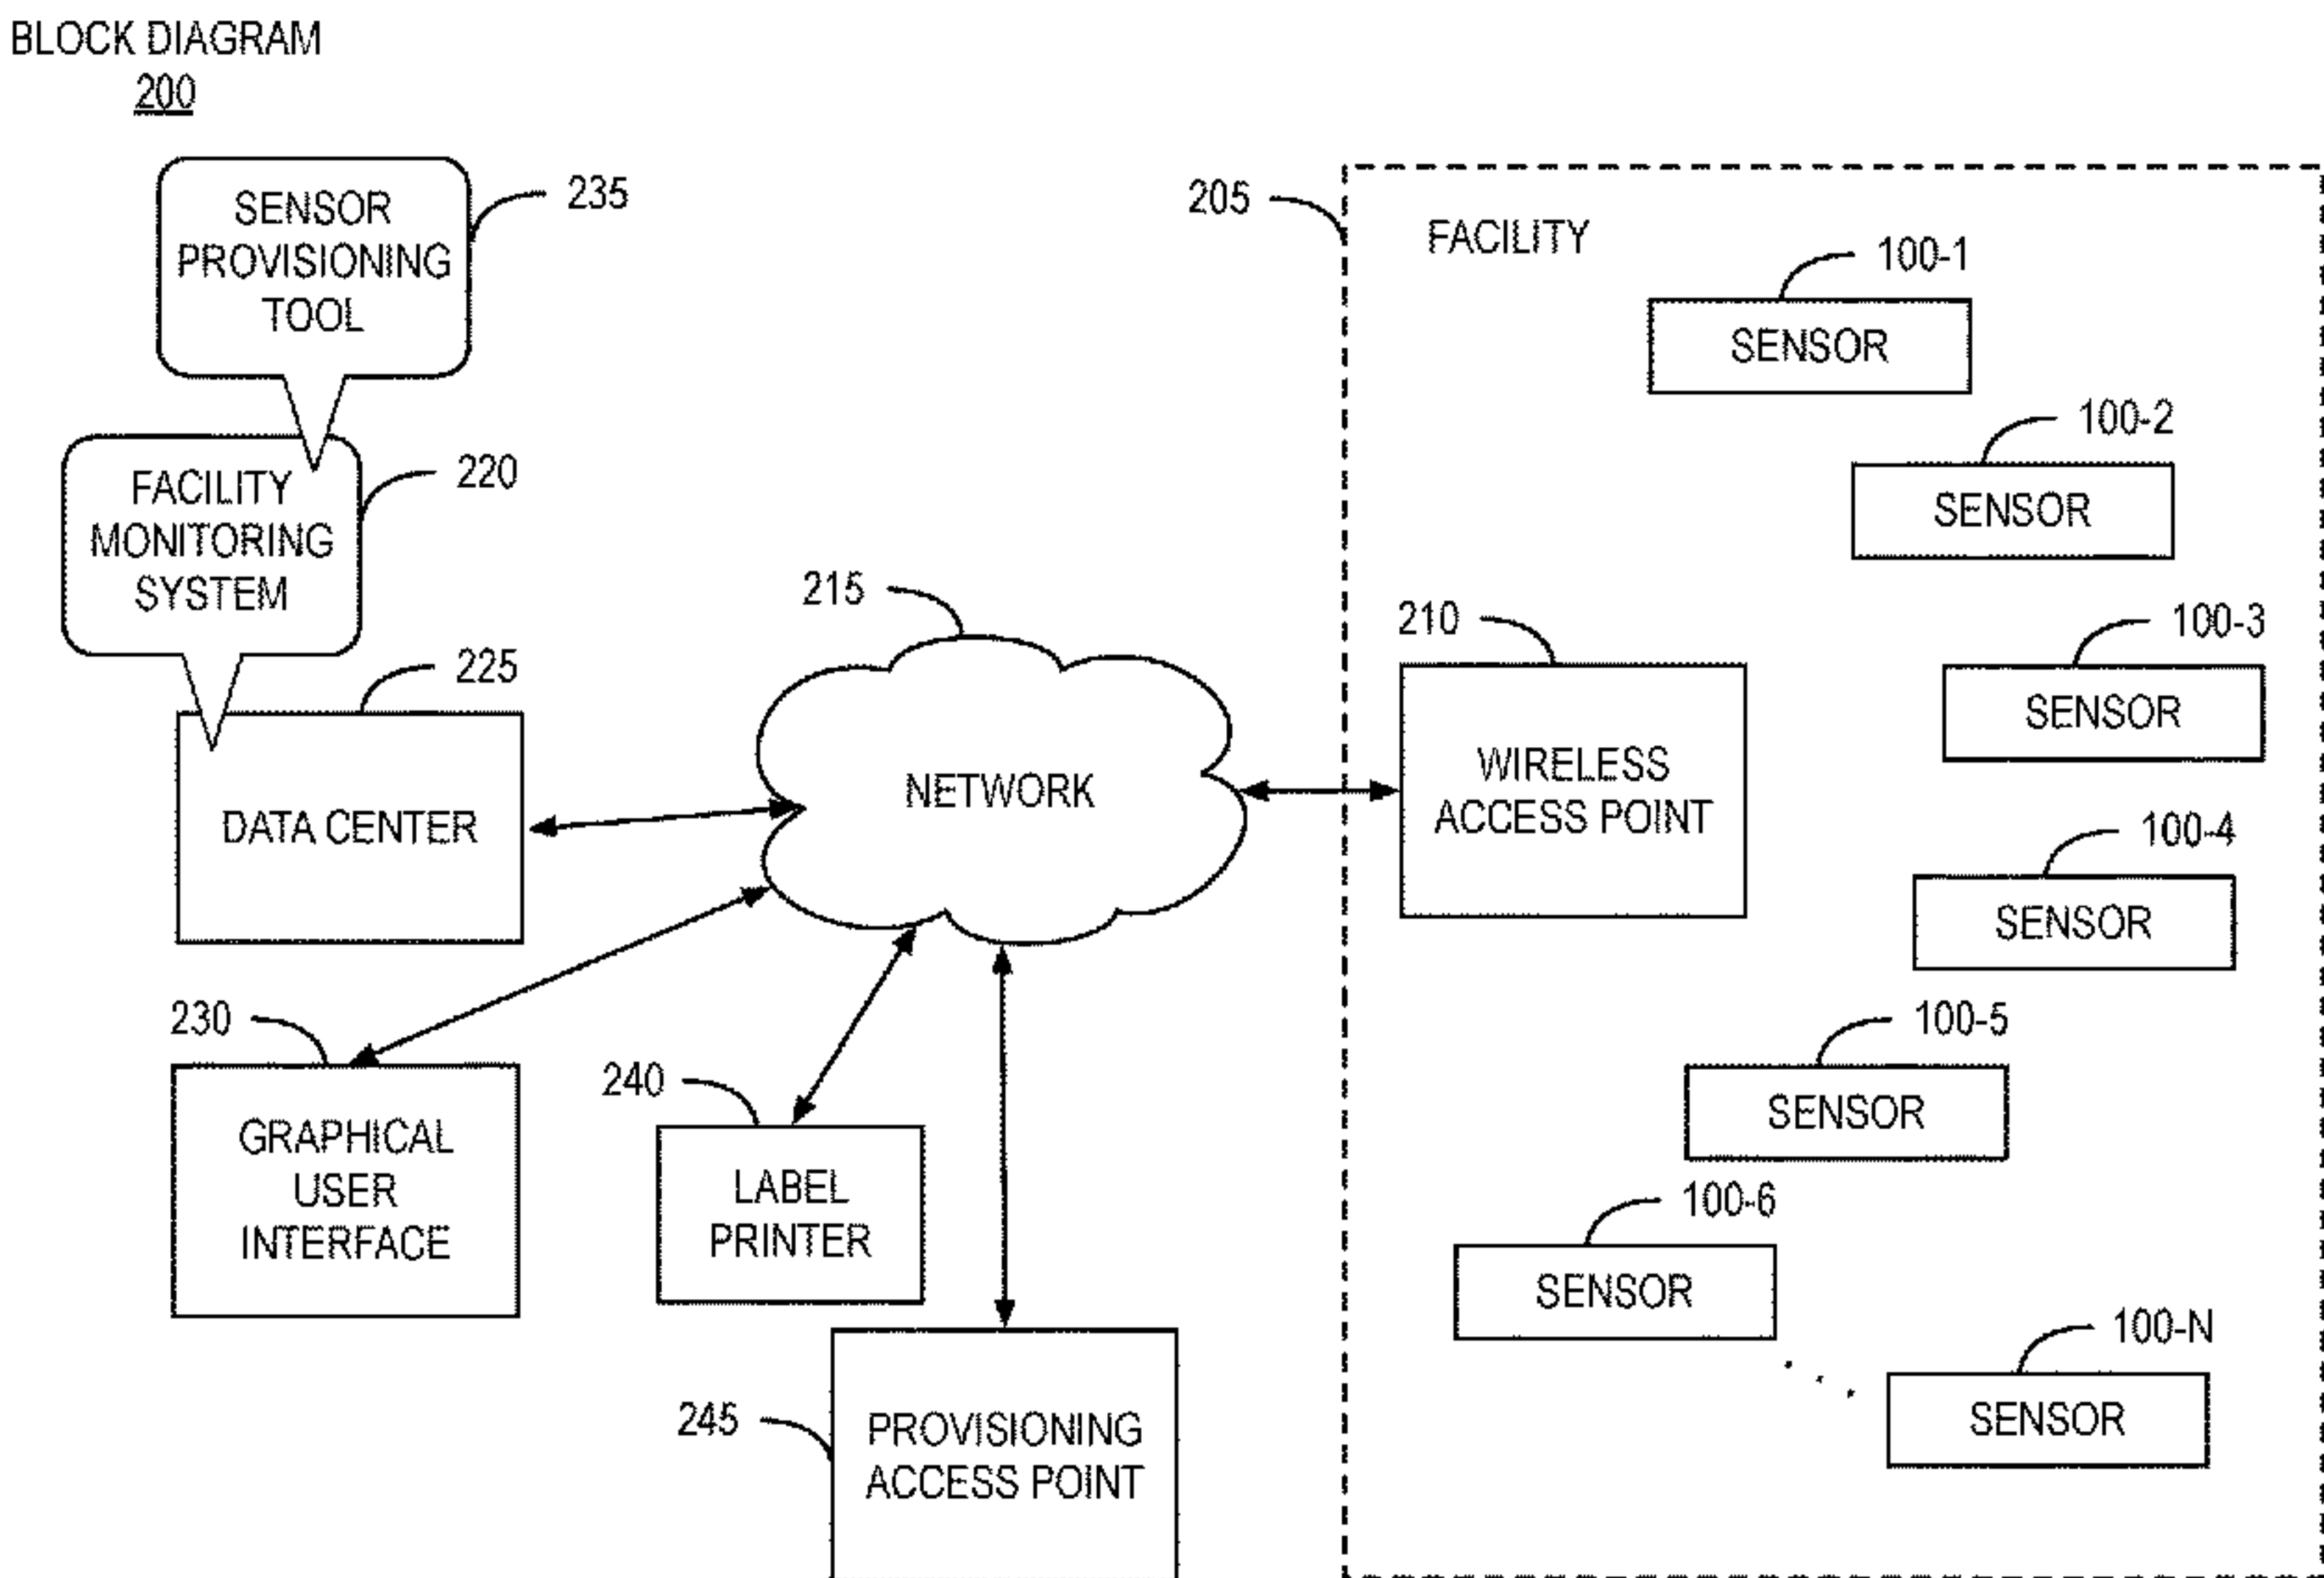 BLOCK DIAGRAM
200
SENSOR
PROVISIONING
TOOL
235
FACILITY
MONITORING
SYSTEM
220
225
DATA CENTER
215
NETWORK
230
GRAPHICAL
USER
INTERFACE
240
LABEL
PRINTER
245
PROVISIONING
ACCESS POINT
205
FACILITY
100-1
SENSOR
100-2
SENSOR
210
WIRELESS
ACCESS POINT
100-3
SENSOR
100-4
SENSOR
100-5
SENSOR
100-6
SENSOR
. . .
100-N
SENSOR